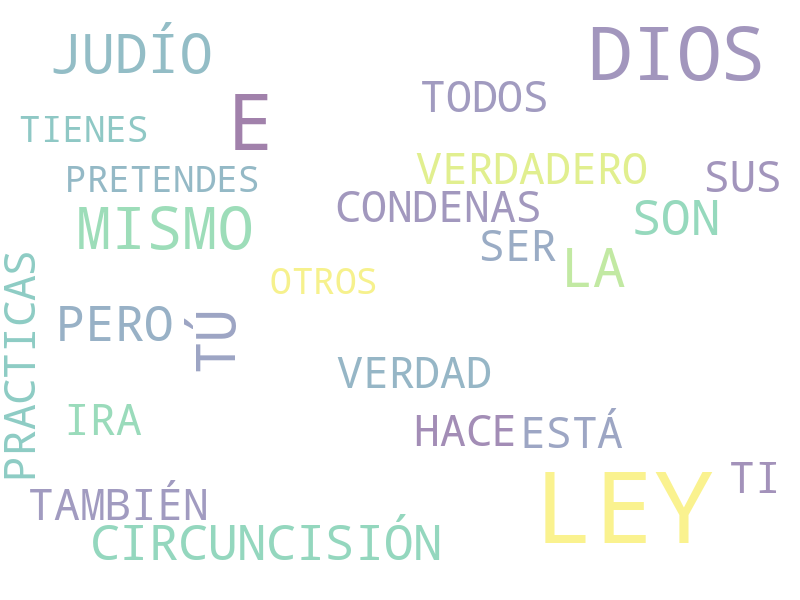 JUDÍO
DIOS
TODOS
E
TIENES
VERDADERO
PRETENDES
SUS
CONDENAS
MISMO
SON
SER
LA
OTROS
PRACTICAS
PERO
TÚ
VERDAD
IRA
HACE
ESTÁ
LEY
TI
TAMBIÉN
CIRCUNCISIÓN